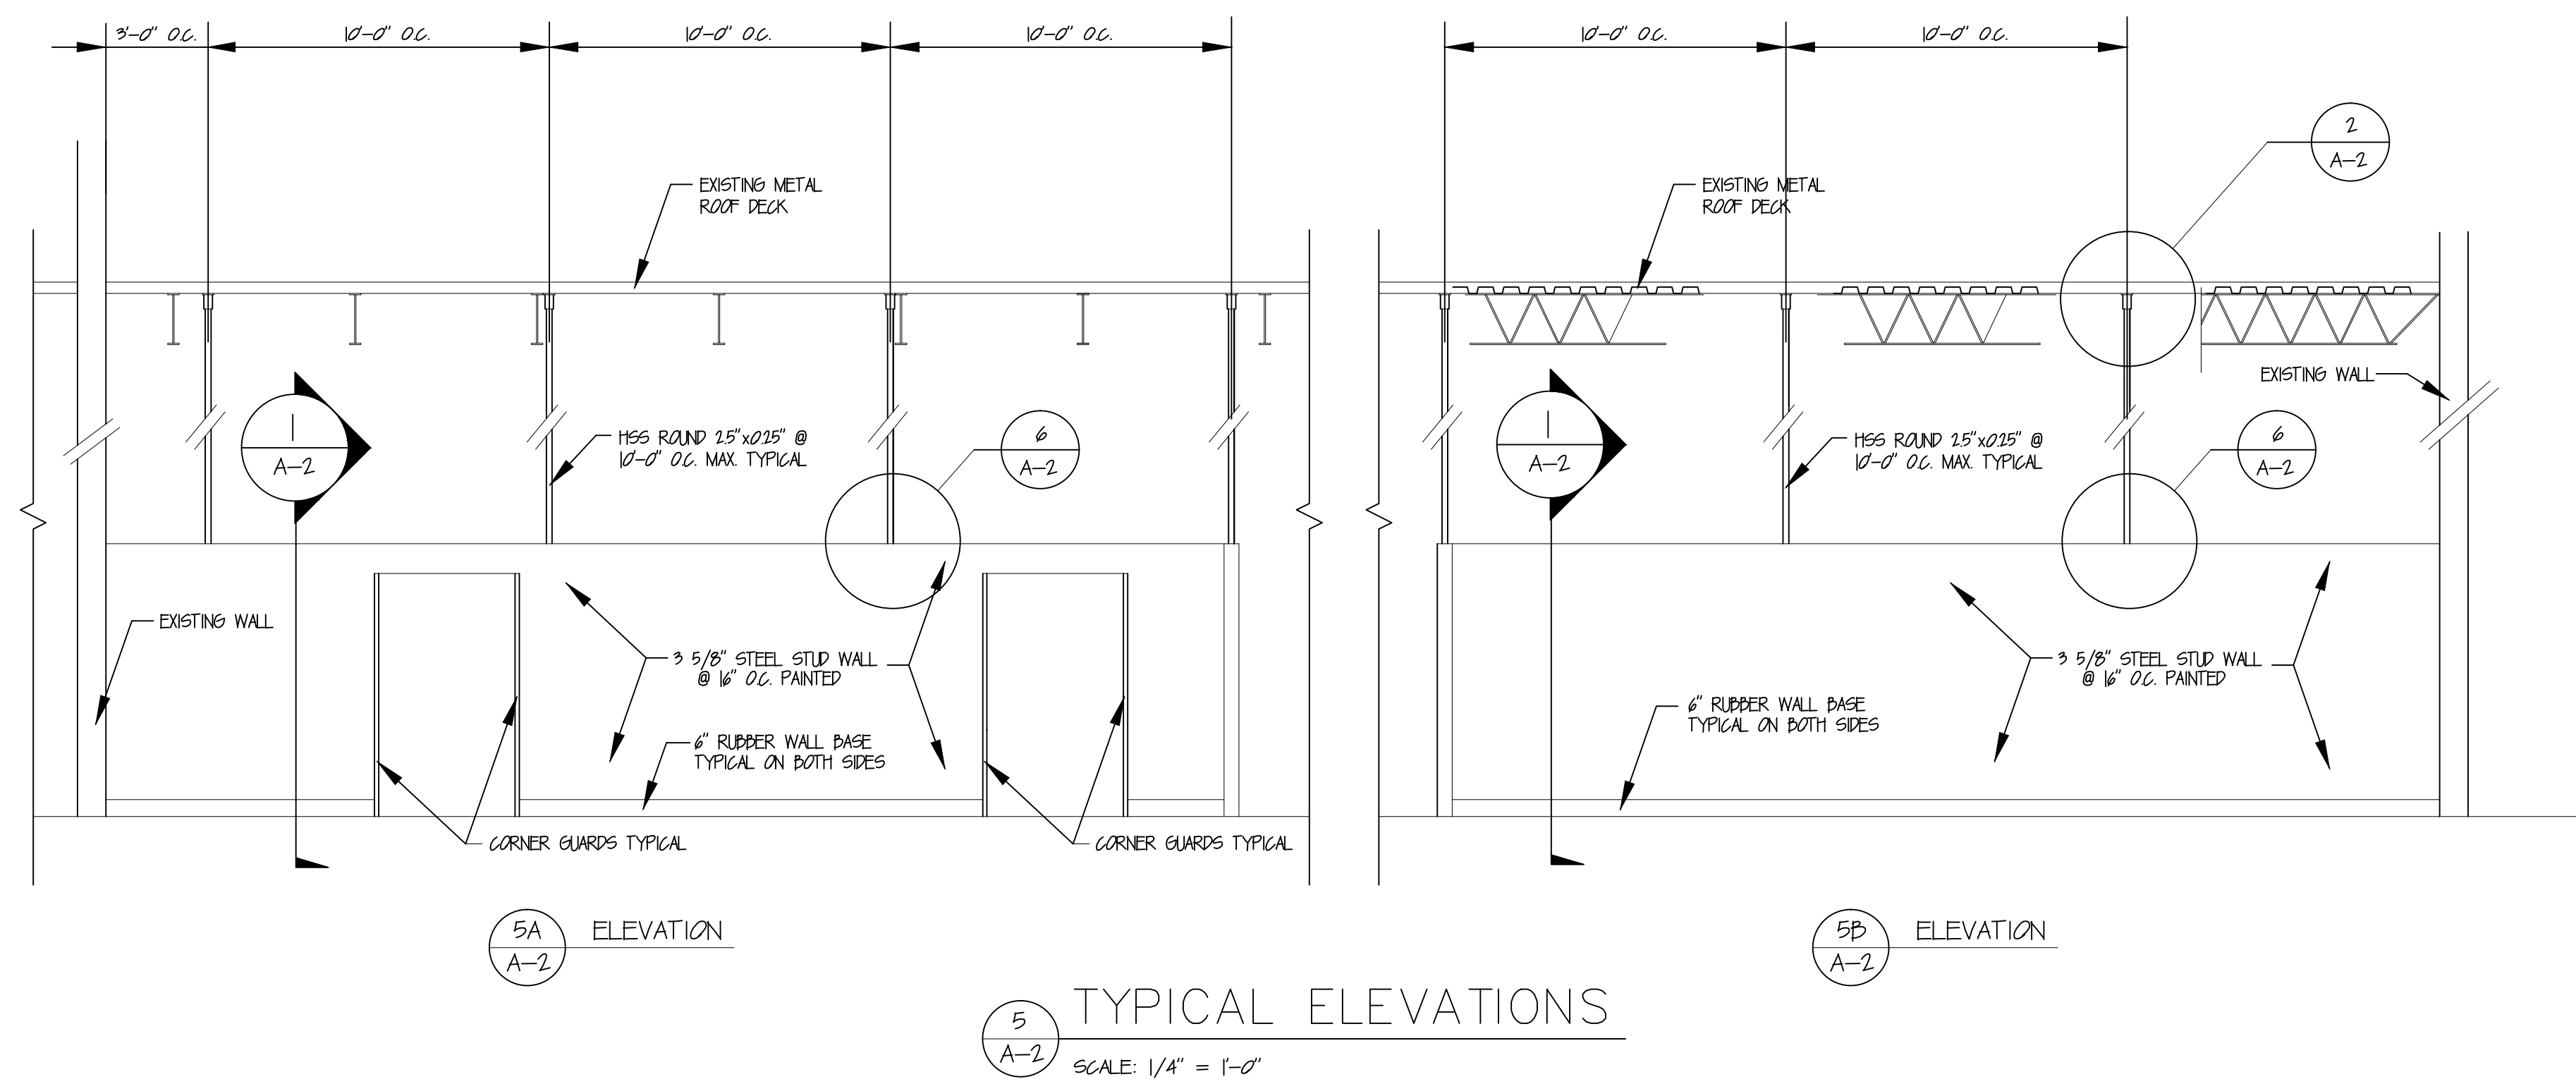 3'-0" O.C.
10'-0" O.C.
10'-0" O.C.
10'-0" O.C.
10'-0" O.C.
10'-0" O.C.
2
A-2
EXISTING METAL
ROOF DECK
EXISTING METAL
ROOF DECK
EXISTING WALL
1
A-2
HSS ROUND 2.5"x0.25" @
10'-0" O.C. MAX. TYPICAL
6
A-2
1
A-2
HSS ROUND 2.5"x0.25" @
10'-0" O.C. MAX. TYPICAL
6
A-2
EXISTING WALL
3 5/8" STEEL STUD WALL
@ 16" O.C. PAINTED
3 5/8" STEEL STUD WALL
@ 16" O.C. PAINTED
6" RUBBER WALL BASE
TYPICAL ON BOTH SIDES
6" RUBBER WALL BASE
TYPICAL ON BOTH SIDES
CORNER GUARDS TYPICAL
CORNER GUARDS TYPICAL
5A
A-2
ELEVATION
5B
A-2
ELEVATION
5
A-2
TYPICAL ELEVATIONS
SCALE: 1/4" = 1'-0"